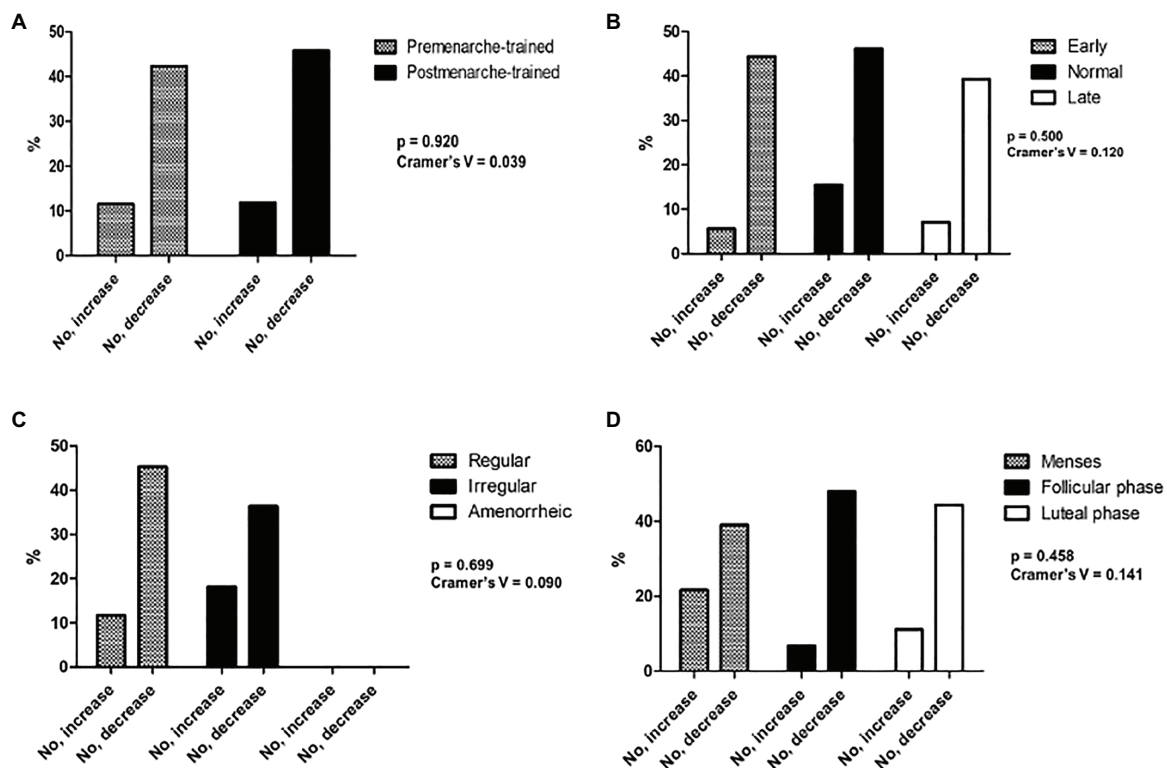 A
50
40
30
20
10
0
%
No, increase
No, decrease
No, increase
No, decrease
Premenarche-trained
Postmenarche-trained
p = 0.920
Cramer's V = 0.039
B
50
40
30
20
10
0
%
No, increase
No, decrease
No, increase
No, decrease
No, increase
No, decrease
Early
Normal
Late
p = 0.500
Cramer's V = 0.120
C
50
40
30
20
10
0
%
No, increase
No, decrease
No, increase
No, decrease
No, increase
No, decrease
Regular
Irregular
Amenorrheic
p = 0.699
Cramer's V = 0.090
D
60
40
20
0
%
No, increase
No, decrease
No, increase
No, decrease
No, increase
No, decrease
Menses
Follicular phase
Luteal phase
p = 0.458
Cramer's V = 0.141